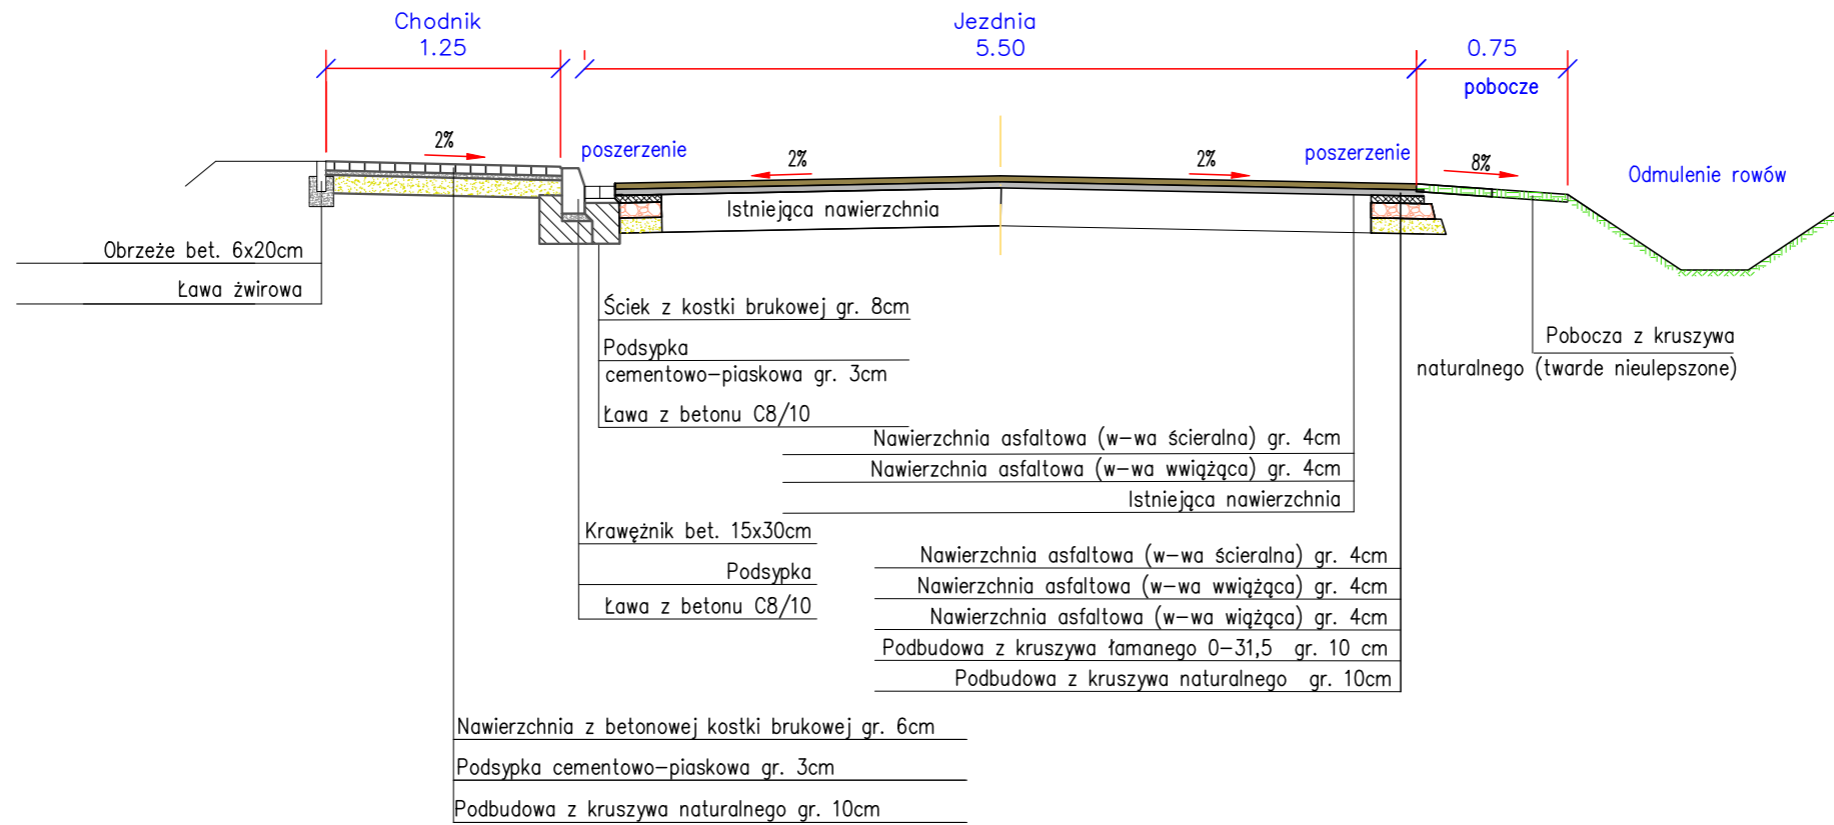 Chodnik
1.25
Jezdnia
5.50
0.75
pobocze
2%
poszerzenie
2%
2%
poszerzenie
8%
Odmulenie rowów
Istniejąca nawierzchnia
Obrzeże bet. 6x20cm
Ława żwirowa
Ściek z kostki brukowej gr. 8cm
Podsypka
cementowo-piaskowa gr. 3cm
Ława z betonu C8/10
Pobocza z kruszywa
naturalnego (twarde nieulepszone)
Nawierzchnia asfaltowa (w-wa ścieralna) gr. 4cm
Nawierzchnia asfaltowa (w-wa wwiążąca) gr. 4cm
Istniejąca nawierzchnia
Krawężnik bet. 15x30cm
Podsypka
Ława z betonu C8/10
Nawierzchnia asfaltowa (w-wa ścieralna) gr. 4cm
Nawierzchnia asfaltowa (w-wa wwiążąca) gr. 4cm
Nawierzchnia asfaltowa (w-wa wiążąca) gr. 4cm
Podbudowa z kruszywa łamanego 0-31,5 gr. 10 cm
Podbudowa z kruszywa naturalnego gr. 10cm
Nawierzchnia z betonowej kostki brukowej gr. 6cm
Podsypka cementowo-piaskowa gr. 3cm
Podbudowa z kruszywa naturalnego gr. 10cm